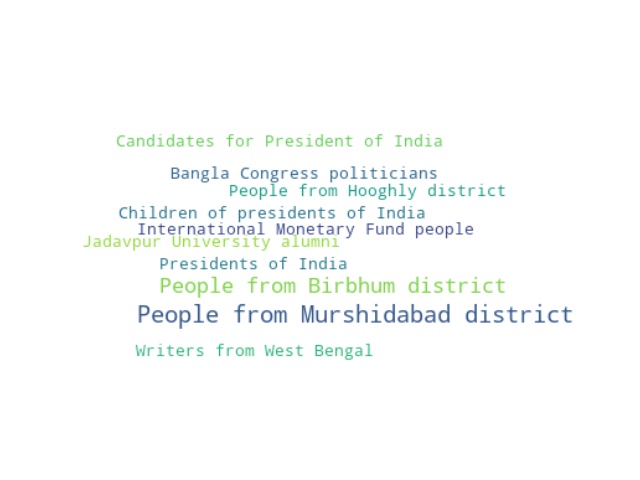 Candidates for President of India
Bangla Congress politicians
People from Hooghly district
Children of presidents of India
International Monetary Fund people
Jadavpur University alumni
Presidents of India
People from Birbhum district
People from Murshidabad district
Writers from West Bengal